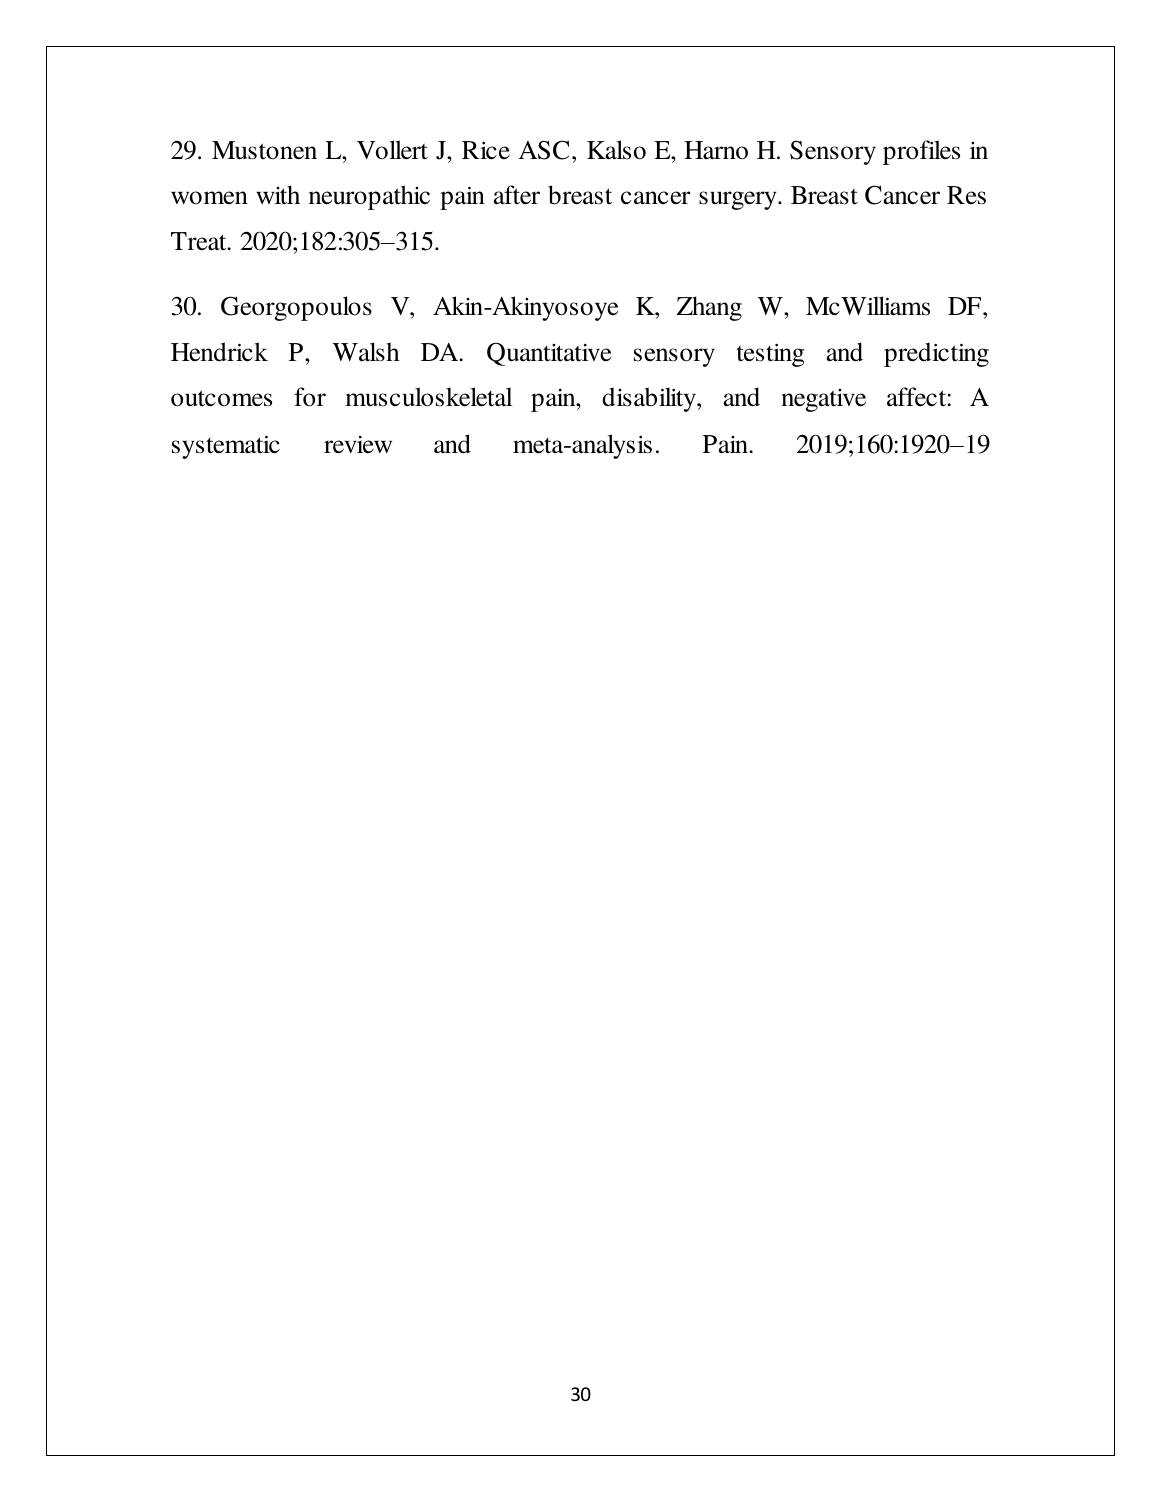 29. Mustonen L, Vollert J, Rice ASC, Kalso E, Harno H. Sensory profiles in
women with neuropathic pain after breast cancer surgery. Breast Cancer Res
Treat. 2020;182:305–315.
30. Georgopoulos V, Akin-Akinyosoye K, Zhang W, McWilliams DF,
Hendrick P, Walsh DA. Quantitative sensory testing and predicting
outcomes for musculoskeletal pain, disability, and negative affect: A
systematic review and meta-analysis. Pain. 2019;160:1920–19
30